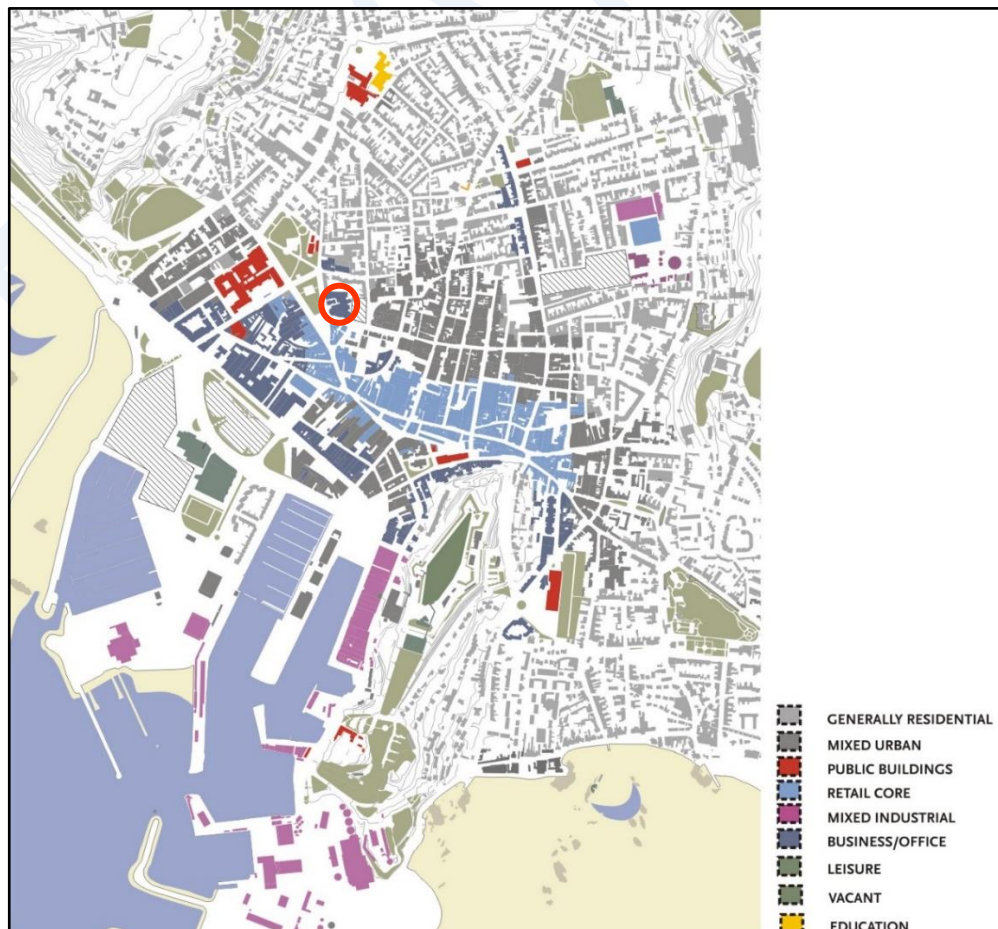 GENERALLY RESIDENTIAL
MIXED URBAN
PUBLIC BUILDINGS
RETAIL CORE
MIXED INDUSTRIAL
BUSINESS/OFFICE
LEISURE
VACANT
EDUCATION